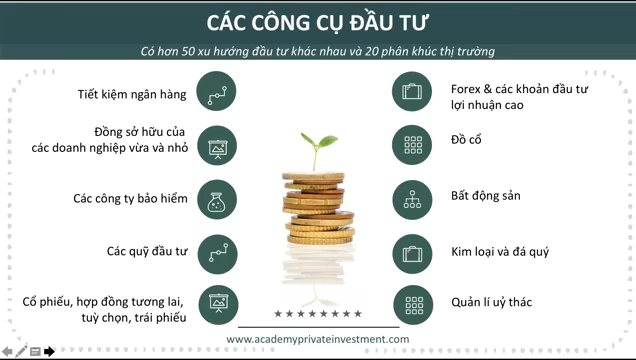 CÁC CÔNG CỤ ĐẦU TƯ
Có hơn 50 xu hướng đầu tư khác nhau và 20 phân khúc thị trường
Tiết kiệm ngân hàng
Đồng sở hữu của
các doanh nghiệp vừa và nhỏ
Các công ty bảo hiểm
Các quỹ đầu tư
Cổ phiếu, hợp đồng tương lai,
tuỳ chọn, trái phiếu
Forex & các khoản đầu tư
lợi nhuận cao
Đồ cổ
Bất động sản
Kim loại và đá quý
Quản lí uỷ thác
www.academyprivateinvestment.com